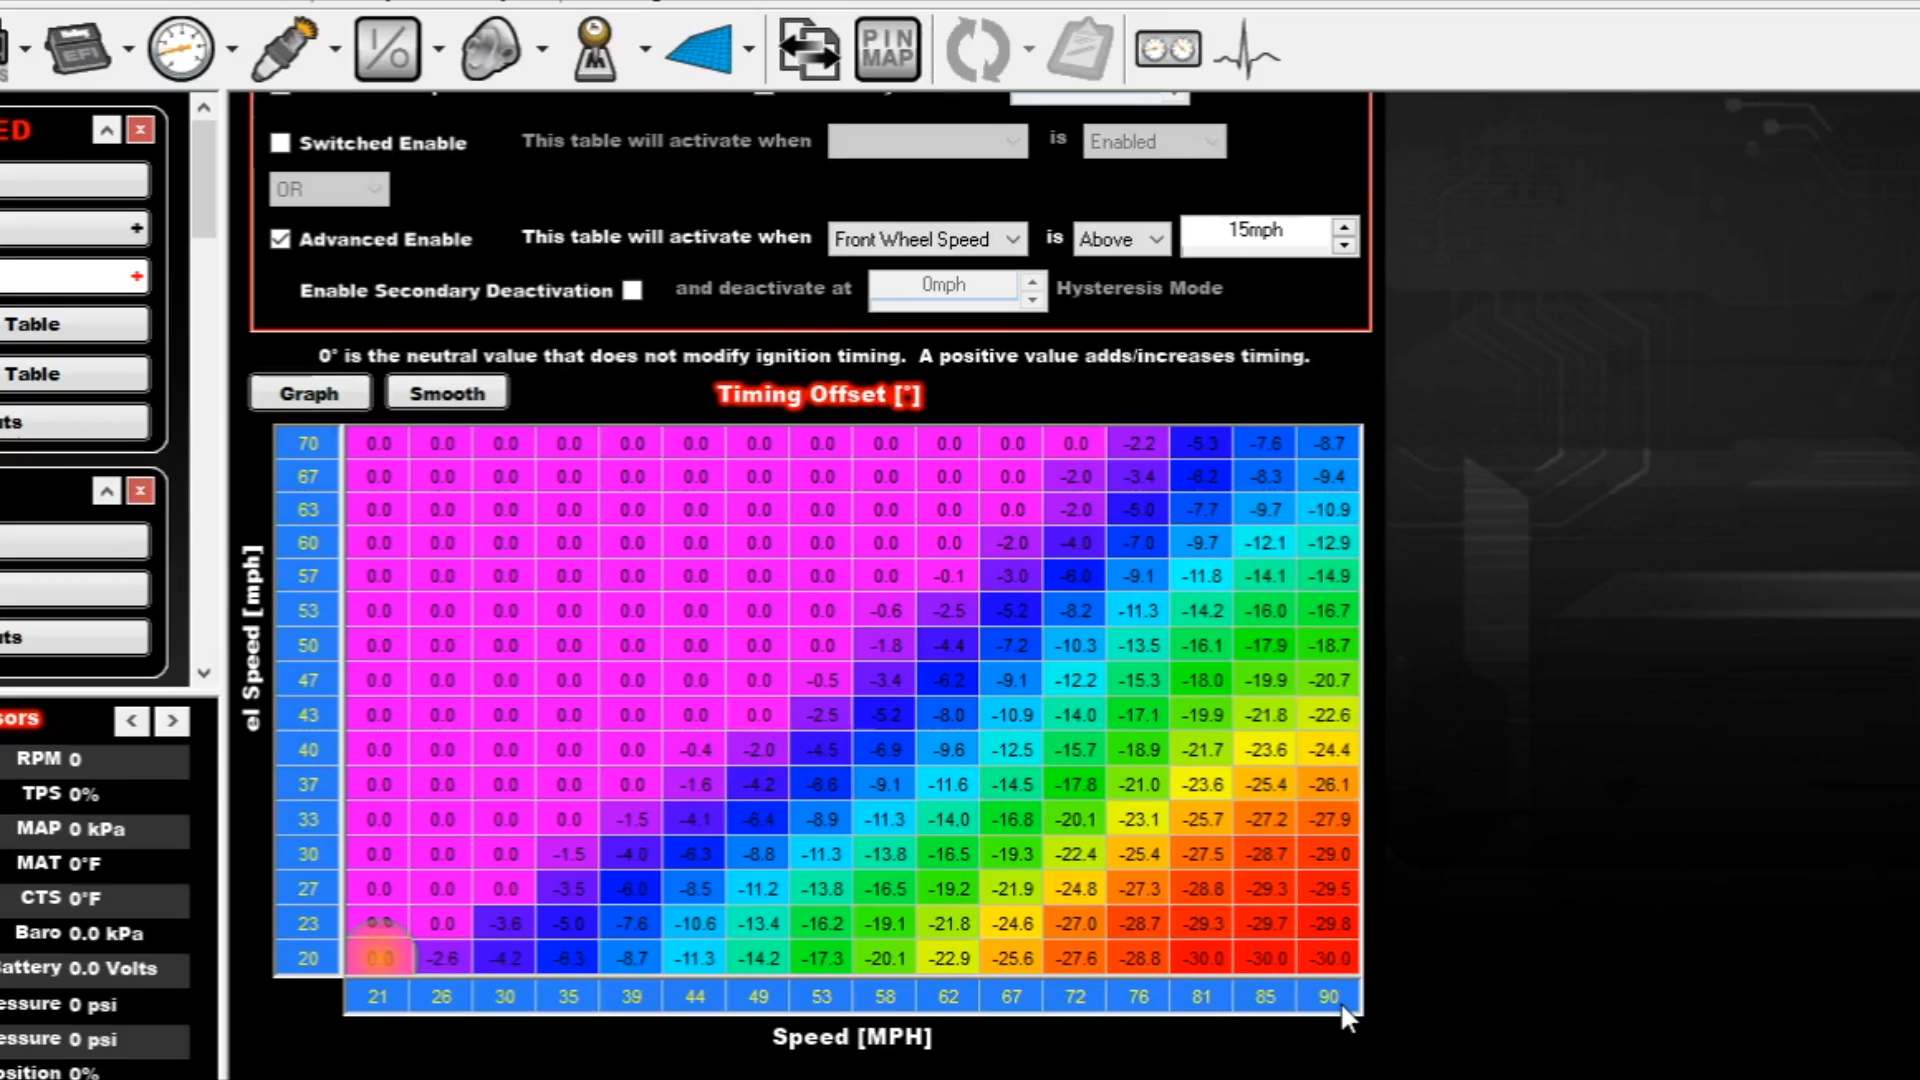 EFI
I/O
PIN
MAP
ED
Switched Enable This table will activate when is Enabled
OR
Advanced Enable This table will activate when Front Wheel Speed is Above 15mph
Enable Secondary Deactivation and deactivate at 0mph Hysteresis Mode
+
+
Table
Table
uts
uts
0° is the neutral value that does not modify ignition timing. A positive value adds/increases timing.
Graph Smooth Timing Offset [°]
70 0.0 0.0 0.0 0.0 0.0 0.0 0.0 0.0 0.0 0.0 0.0 0.0 -2.2 -5.3 -7.6 -8.7
67 0.0 0.0 0.0 0.0 0.0 0.0 0.0 0.0 0.0 0.0 0.0 -2.0 -3.4 -6.2 -8.3 -9.4
63 0.0 0.0 0.0 0.0 0.0 0.0 0.0 0.0 0.0 0.0 0.0 -2.0 -5.0 -7.7 -9.7 -10.9
60 0.0 0.0 0.0 0.0 0.0 0.0 0.0 0.0 0.0 0.0 -2.0 -4.0 -7.0 -9.7 -12.1 -12.9
57 0.0 0.0 0.0 0.0 0.0 0.0 0.0 0.0 0.0 -0.1 -3.0 -6.0 -9.1 -11.8 -14.1 -14.9
53 0.0 0.0 0.0 0.0 0.0 0.0 0.0 0.0 -0.6 -2.5 -5.2 -8.2 -11.3 -14.2 -16.0 -16.7
50 0.0 0.0 0.0 0.0 0.0 0.0 0.0 0.0 -1.8 -4.4 -7.2 -10.3 -13.5 -16.1 -17.9 -18.7
47 0.0 0.0 0.0 0.0 0.0 0.0 0.0 -0.5 -3.4 -6.2 -9.1 -12.2 -15.3 -18.0 -19.9 -20.7
43 0.0 0.0 0.0 0.0 0.0 0.0 0.0 -2.5 -5.2 -8.0 -10.9 -14.0 -17.1 -19.9 -21.8 -22.6
40 0.0 0.0 0.0 0.0 0.0 -0.4 -2.0 -4.5 -6.9 -9.6 -12.5 -15.7 -18.9 -21.7 -23.6 -24.4
37 0.0 0.0 0.0 0.0 0.0 -1.6 -4.2 -6.6 -9.1 -11.6 -14.5 -17.8 -21.0 -23.6 -25.4 -26.1
33 0.0 0.0 0.0 0.0 -1.5 -4.1 -6.4 -8.9 -11.3 -14.0 -16.8 -20.1 -23.1 -25.7 -27.2 -27.9
30 0.0 0.0 0.0 -1.5 -4.0 -6.3 -8.8 -11.3 -13.8 -16.5 -19.3 -22.4 -25.4 -27.5 -28.7 -29.0
27 0.0 0.0 0.0 -3.5 -6.0 -8.5 -11.2 -13.8 -16.5 -19.2 -21.9 -24.8 -27.3 -28.8 -29.3 -29.5
23 0.0 0.0 -3.6 -5.0 -7.6 -10.6 -13.4 -16.2 -19.1 -21.8 -24.6 -27.0 -28.7 -29.3 -29.7 -29.8
20 0.0 -2.6 -4.2 -6.3 -8.7 -11.3 -14.2 -17.3 -20.1 -22.9 -25.6 -27.6 -28.8 -30.0 -30.0 -30.0
21 26 30 35 39 44 49 53 58 62 67 72 76 81 85 90
el Speed [mph]
Speed [MPH]
sors
RPM 0
TPS 0%
MAP 0 kPa
MAT 0°F
CTS 0°F
Baro 0.0 kPa
attery 0.0 Volts
essure 0 psi
essure 0 psi
osition 0%